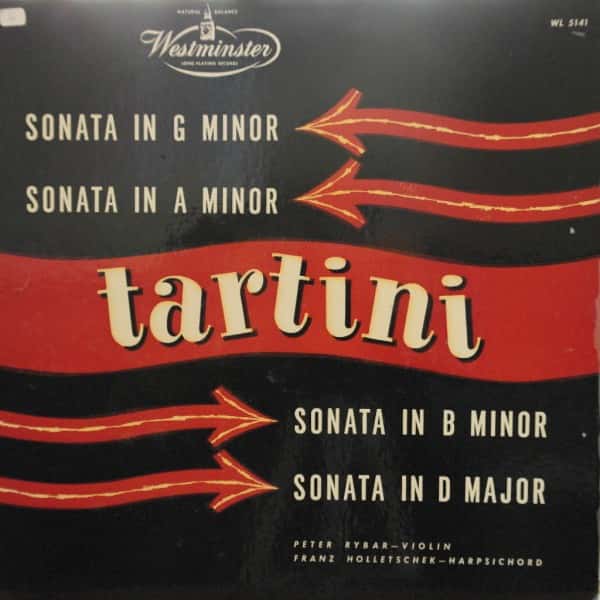 NATURAL BALANCE
WL 5141
Westminster
LONG PLAYING RECORDS
SONATA IN G MINOR
SONATA IN A MINOR
tartini
SONATA IN B MINOR
SONATA IN D MAJOR
PETER RYBAR—VIOLIN
FRANZ HOLLETSCHEK—HARPSICHORD